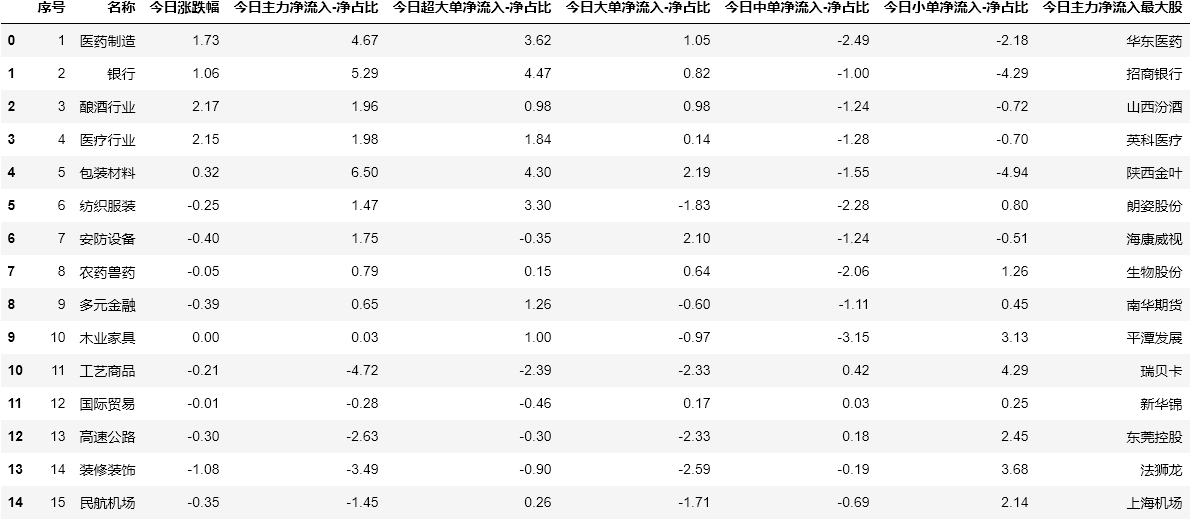 序号 名称 今日涨跌幅 今日主力净流入-净占比 今日超大单净流入-净占比 今日大单净流入-净占比 今日中单净流入-净占比 今日小单净流入-净占比 今日主力净流入最大股
0 1 医药制造 1.73 4.67 3.62 1.05 -2.49 -2.18 华东医药
1 2 银行 1.06 5.29 4.47 0.82 -1.00 -4.29 招商银行
2 3 酿酒行业 2.17 1.96 0.98 0.98 -1.24 -0.72 山西汾酒
3 4 医疗行业 2.15 1.98 1.84 0.14 -1.28 -0.70 英科医疗
4 5 包装材料 0.32 6.50 4.30 2.19 -1.55 -4.94 陕西金叶
5 6 纺织服装 -0.25 1.47 3.30 -1.83 -2.28 0.80 朗姿股份
6 7 安防设备 -0.40 1.75 -0.35 2.10 -1.24 -0.51 海康威视
7 8 农药兽药 -0.05 0.79 0.15 0.64 -2.06 1.26 生物股份
8 9 多元金融 -0.39 0.65 1.26 -0.60 -1.11 0.45 南华期货
9 10 木业家具 0.00 0.03 1.00 -0.97 -3.15 3.13 平潭发展
10 11 工艺商品 -0.21 -4.72 -2.39 -2.33 0.42 4.29 瑞贝卡
11 12 国际贸易 -0.01 -0.28 -0.46 0.17 0.03 0.25 新华锦
12 13 高速公路 -0.30 -2.63 -0.30 -2.33 0.18 2.45 东莞控股
13 14 装修装饰 -1.08 -3.49 -0.90 -2.59 -0.19 3.68 法狮龙
14 15 民航机场 -0.35 -1.45 0.26 -1.71 -0.69 2.14 上海机场